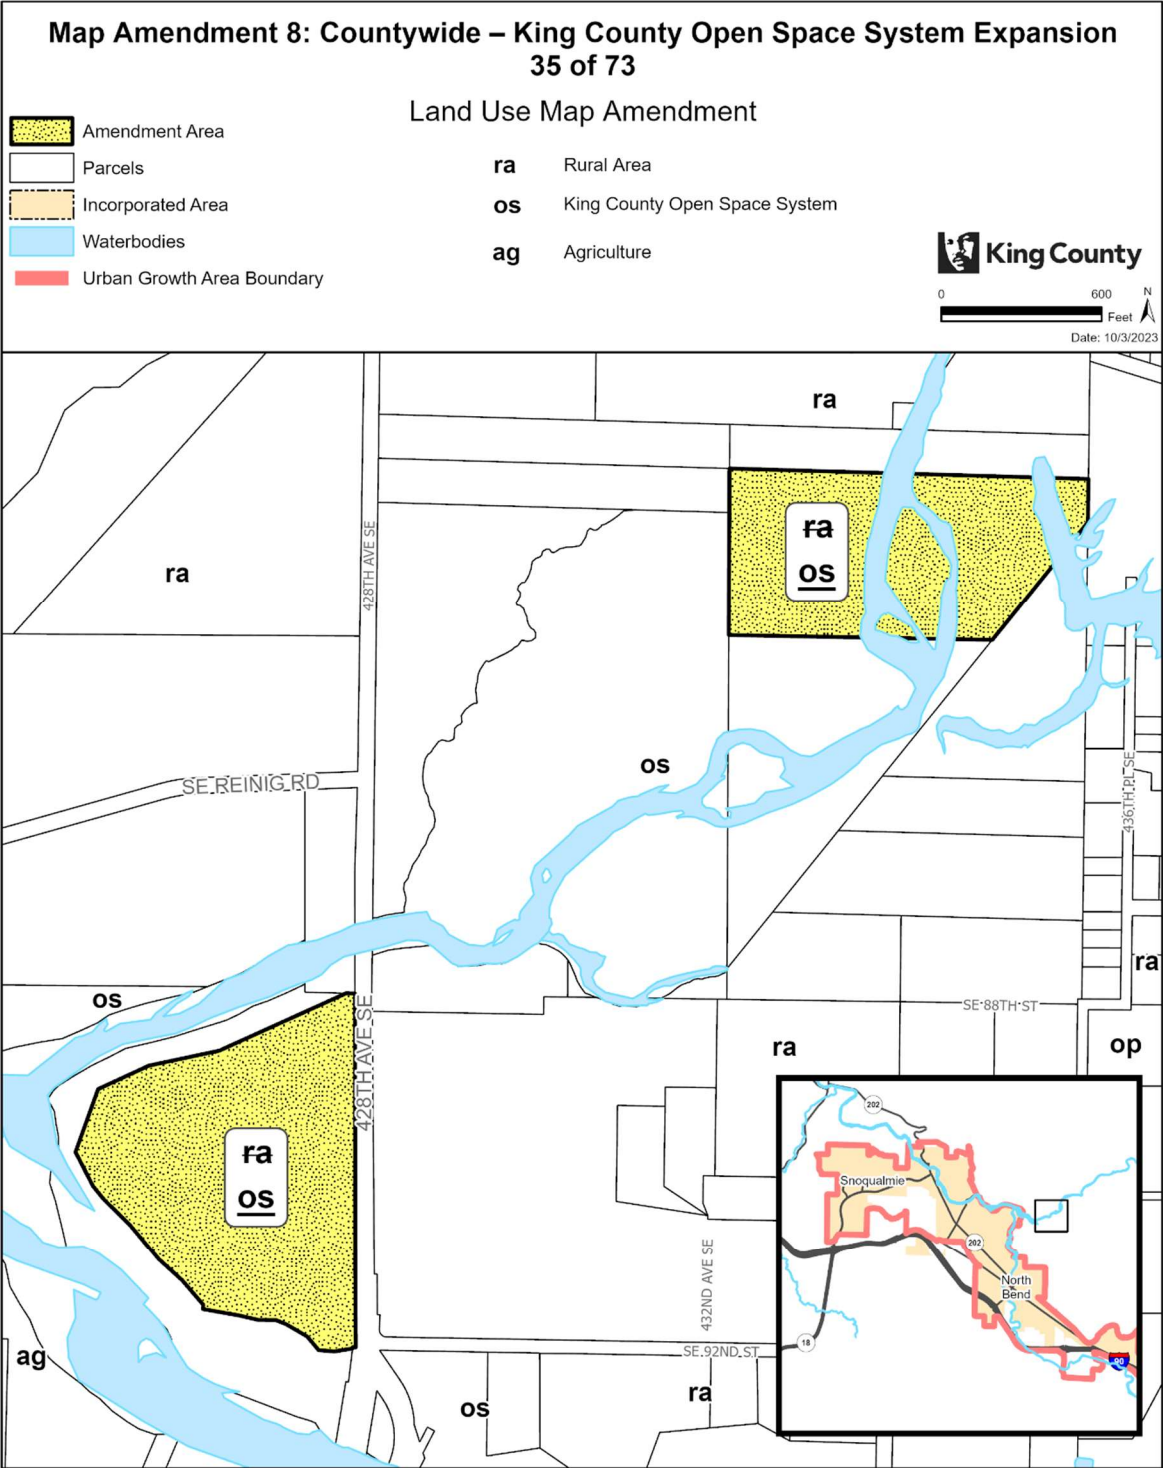 Map Amendment 8: Countywide – King County Open Space System Expansion
35 of 73
Land Use Map Amendment
Amendment Area
Parcels
Incorporated Area
Waterbodies
Urban Growth Area Boundary
ra Rural Area
os King County Open Space System
ag Agriculture
King County
0 600
Feet
N
Date: 10/3/2023
ra
ra
os
ra
428TH AVE SE
os
SE REINIG RD
436TH PL SE
ra
os
SE 88TH ST
428TH AVE SE
ra
op
ra
os
432ND AVE SE
SE 92ND ST
ag
os
ra
202
Snoqualmie
202
North
Bend
18
90